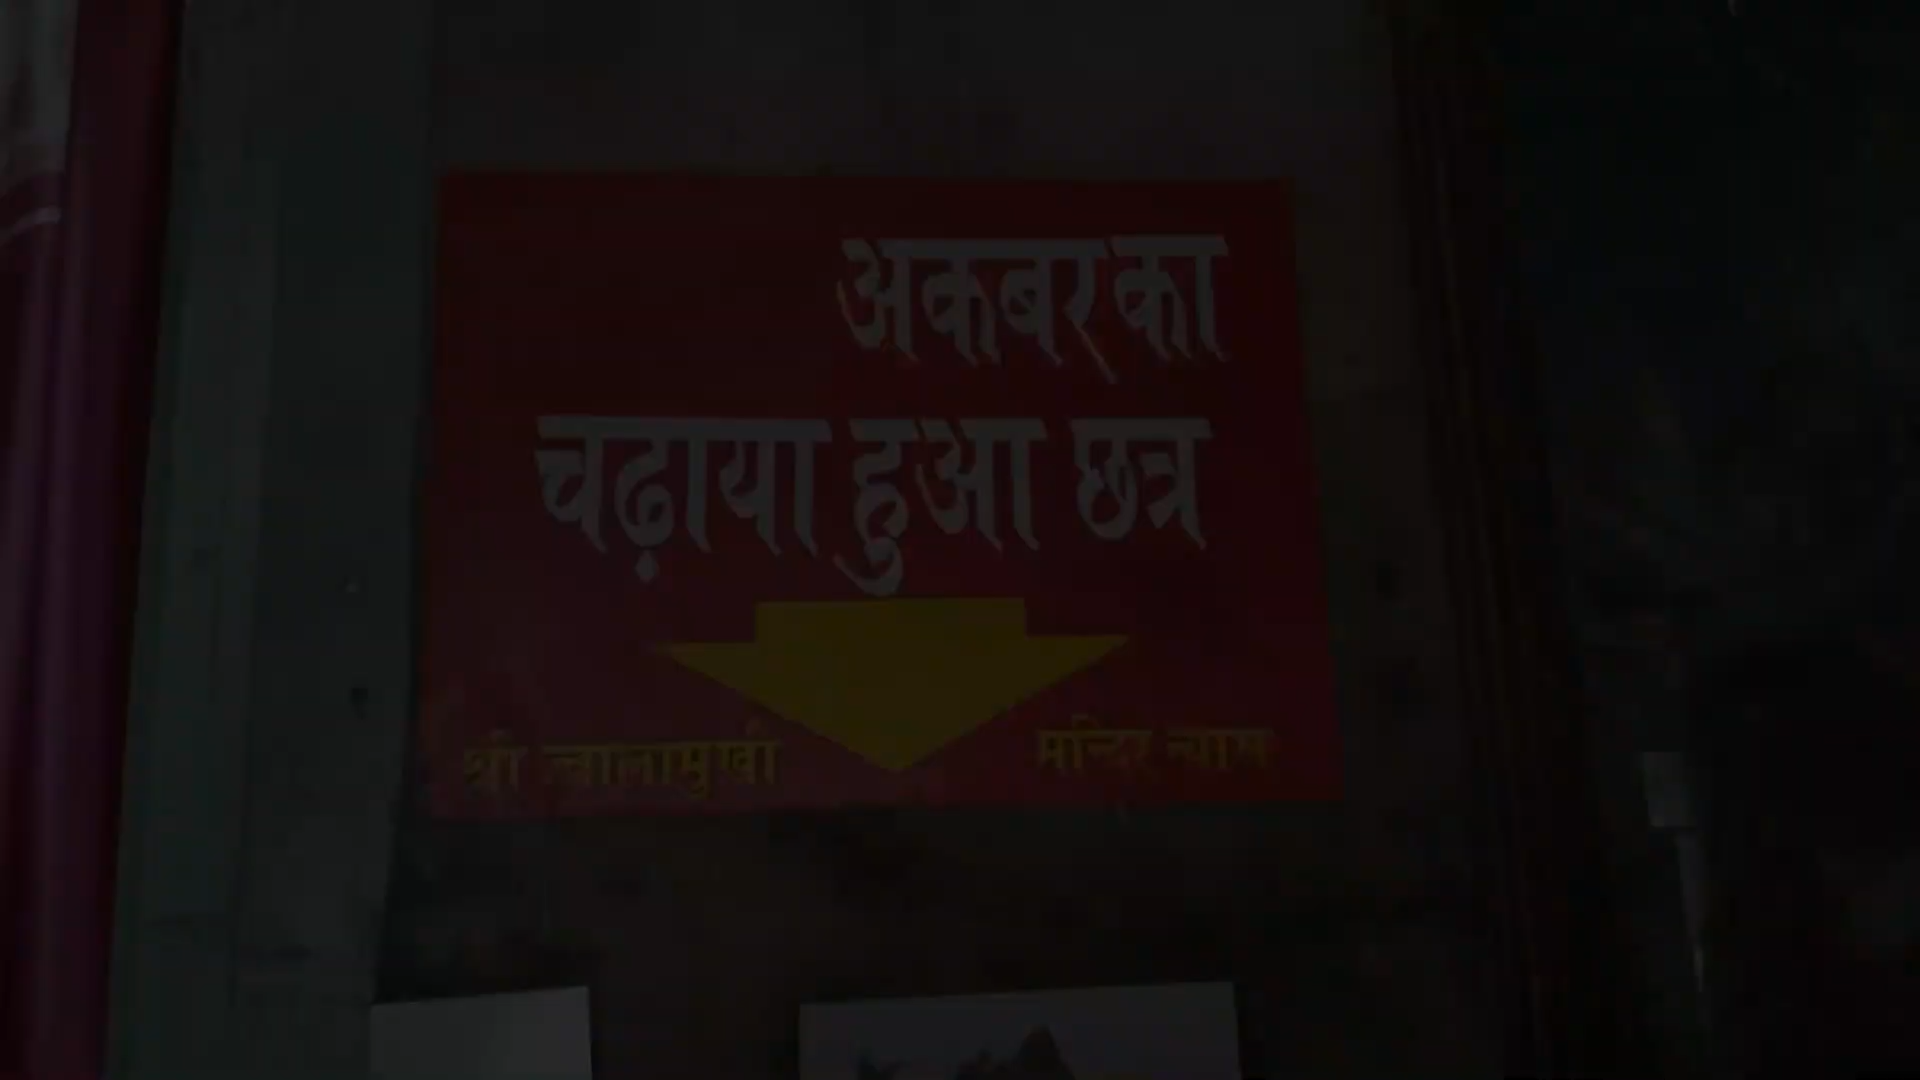 अकबर का
चढ़ाया हुआ छत्र
श्री ज्वालामुखी मन्दिर न्यास